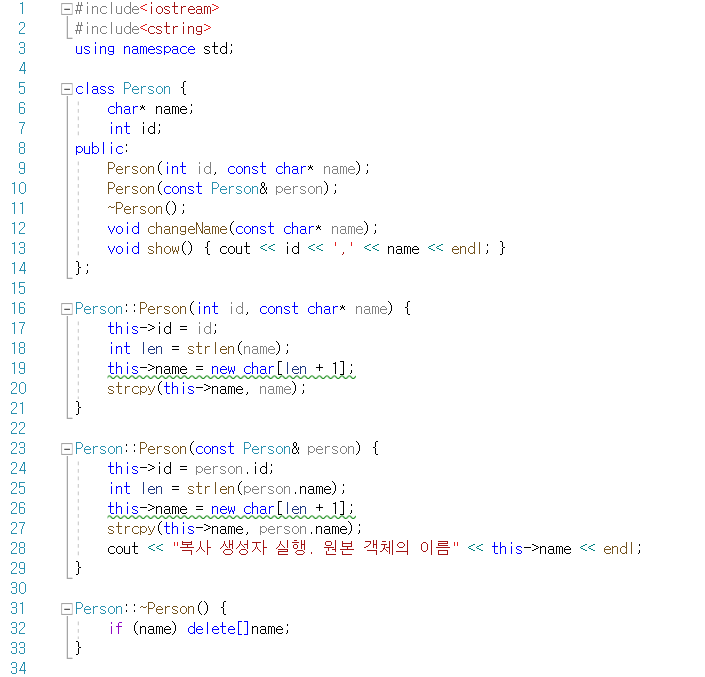 1 #include<iostream>
2 #include<cstring>
3 using namespace std;
4
5 class Person {
6 char* name;
7 int id;
8 public:
9 Person(int id, const char* name);
10 Person(const Person& person);
11 ~Person();
12 void changeName(const char* name);
13 void show() { cout << id << ',' << name << endl; }
14 };
15
16 Person::Person(int id, const char* name) {
17 this->id = id;
18 int len = strlen(name);
19 this->name = new char[len + 1];
20 strcpy(this->name, name);
21 }
22
23 Person::Person(const Person& person) {
24 this->id = person.id;
25 int len = strlen(person.name);
26 this->name = new char[len + 1];
27 strcpy(this->name, person.name);
28 cout << "복사 생성자 실행. 원본 객체의 이름" << this->name << endl;
29 }
30
31 Person::~Person() {
32 if (name) delete[]name;
33 }
34